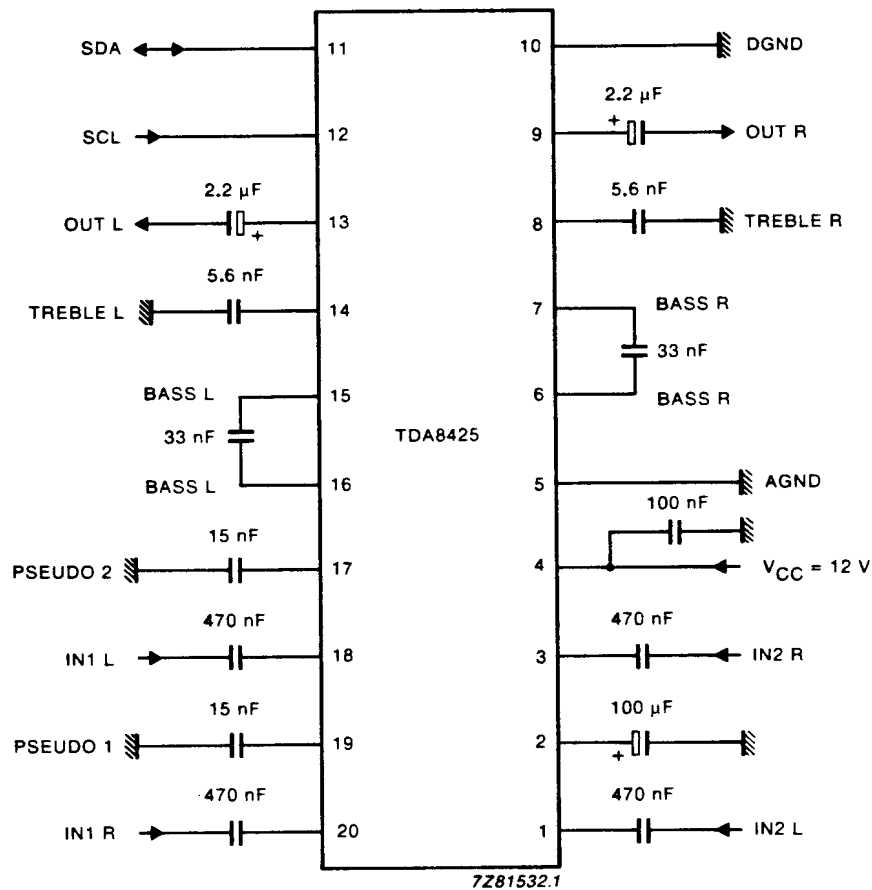 SDA 11 10 DGND
2.2 µF
SCL 12 9 + OUT R
2.2 µF 5.6 nF
OUT L + 13 8 TREBLE R
5.6 nF
TREBLE L 14 7 BASS R
33 nF
BASS L 15 6 BASS R
33 nF TDA8425
BASS L 16 5 AGND
100 nF
15 nF
PSEUDO 2 17 4 VCC = 12 V
470 nF 470 nF
IN1 L 18 3 IN2 R
15 nF 100 µF
PSEUDO 1 19 2 +
470 nF 470 nF
IN1 R 20 1 IN2 L
7Z81532.1